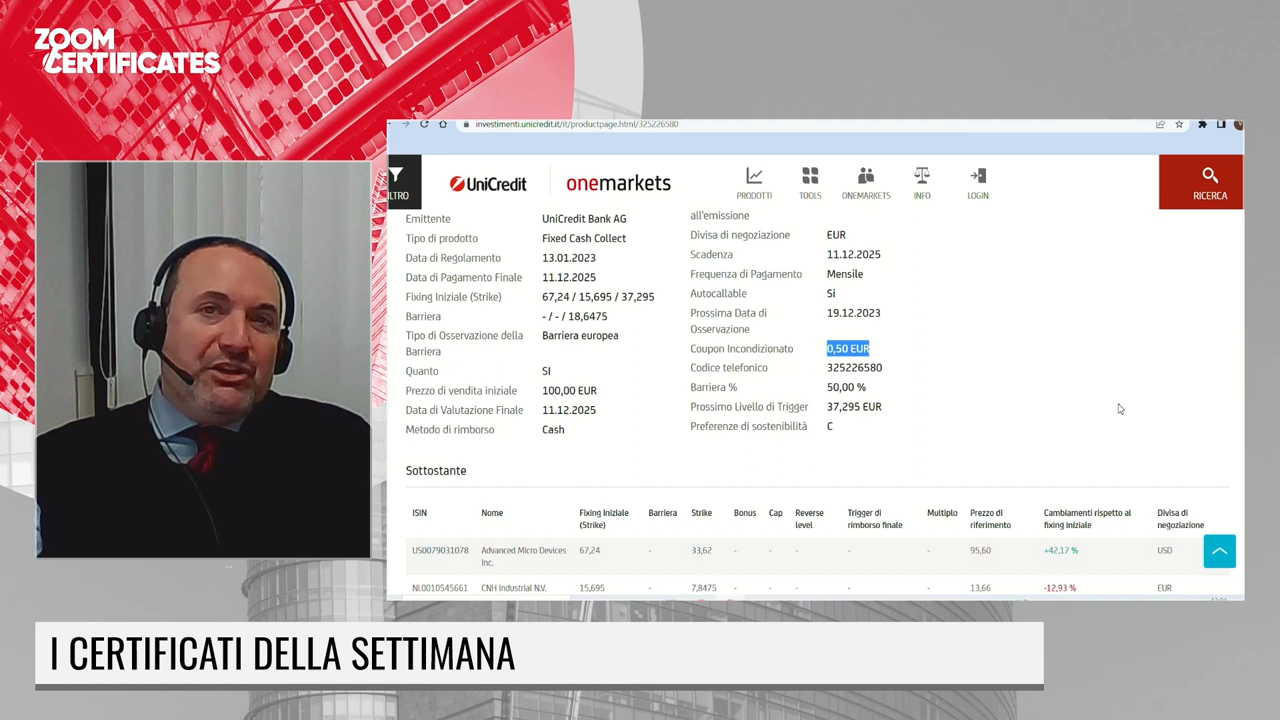 ZOOM
CERTIFICATES
investimenti.unicredit.it/it/productpage.html/325226580
LTRO
UniCredit
onemarkets
PRODOTTI
TOOLS
ONEMARKETS
INFO
LOGIN
RICERCA
Emittente UniCredit Bank AG
Tipo di prodotto Fixed Cash Collect
Data di Regolamento 13.01.2023
Data di Pagamento Finale 11.12.2025
Fixing Iniziale (Strike) 67,24 / 15,695 / 37,295
Barriera - / - / 18,6475
Tipo di Osservazione della Barriera europea
Barriera
Quanto SI
Prezzo di vendita iniziale 100,00 EUR
Data di Valutazione Finale 11.12.2025
Metodo di rimborso Cash
all'emissione
Divisa di negoziazione EUR
Scadenza 11.12.2025
Frequenza di Pagamento Mensile
Autocallable Si
Prossima Data di 19.12.2023
Osservazione
Coupon Incondizionato 0,50 EUR
Codice telefonico 325226580
Barriera % 50,00 %
Prossimo Livello di Trigger 37,295 EUR
Preferenze di sostenibilità C
Sottostante
ISIN Nome Fixing Iniziale Barriera Strike Bonus Cap Reverse Trigger di Multiplo Prezzo di Cambiamenti rispetto al Divisa di
(Strike) level rimborso finale riferimento fixing iniziale negoziazione
US0079031078 Advanced Micro Devices 67,24 - 33,62 - - - - - 95,60 +42,17 % USD
Inc.
NL0010545661 CNH Industrial N.V. 15,695 - 7,8475 - - - - - 13,66 -12,93 % EUR
I CERTIFICATI DELLA SETTIMANA